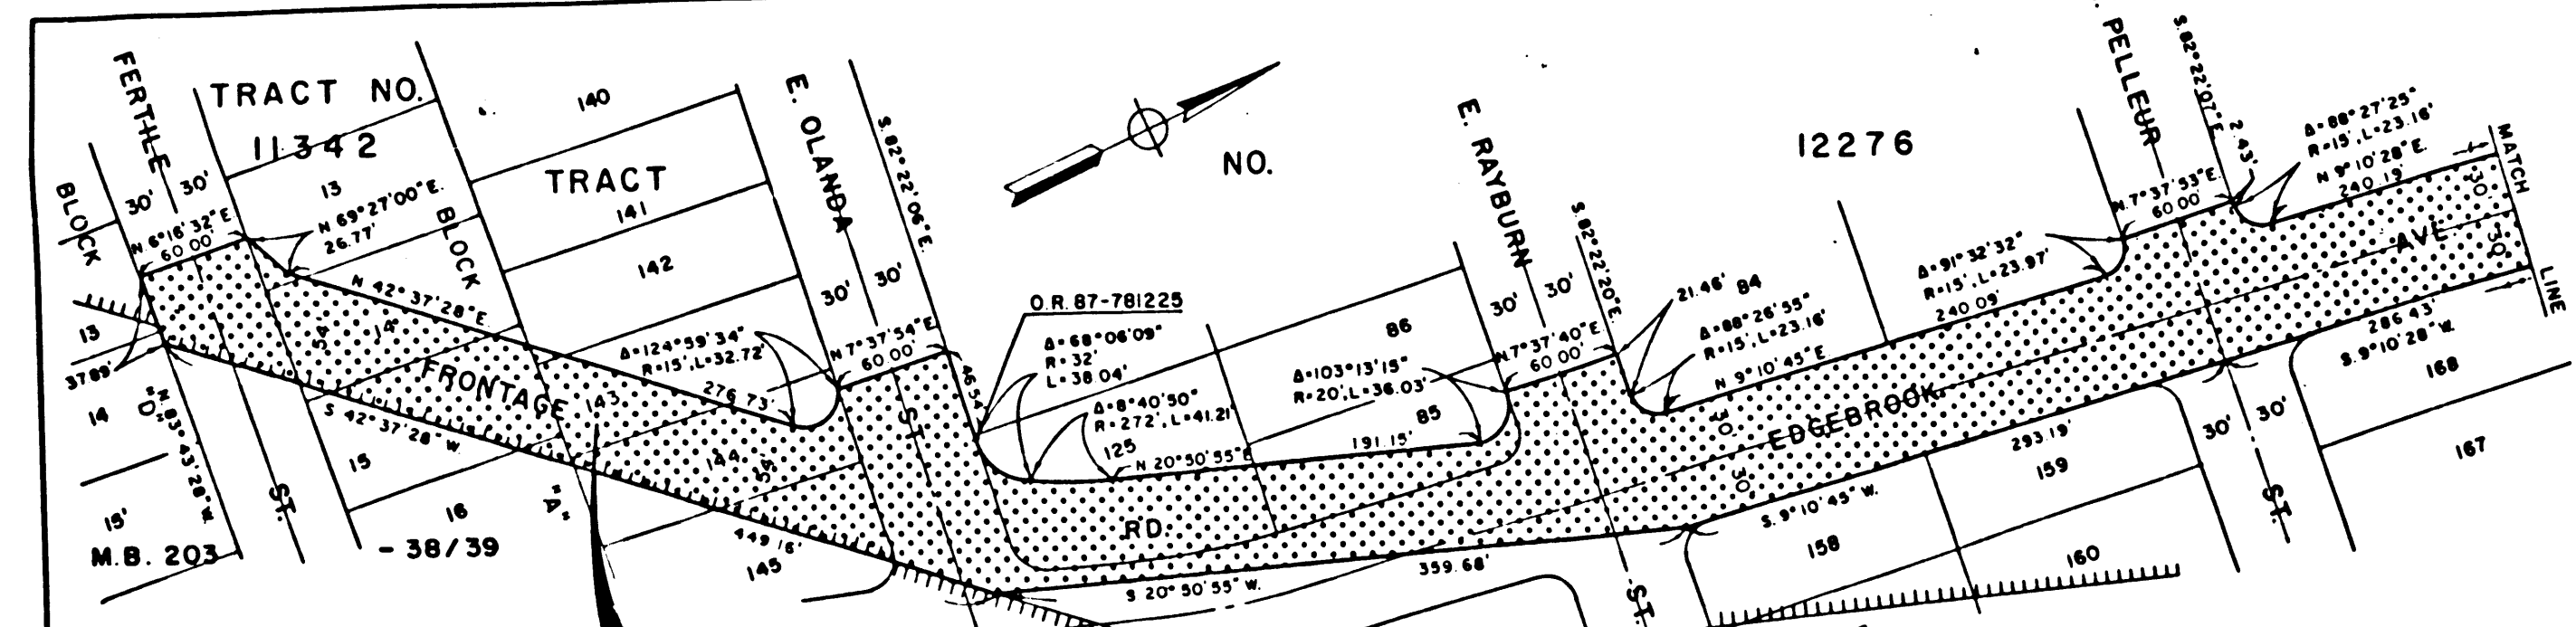 FERTILE
TRACT NO.
11342
BLOCK
30'
30'
13
N 69°27'00"E.
26.77'
N. 6°16'32"E.
60.00'
BLOCK
140
TRACT
141
142
E. OLANDA
S. 82°22'06"E.
30'
30'
NO.
12276
E. RAYBURN
S. 82°22'20"E.
30'
30'
PELLEUR
S. 82°22'07"E.
2.43'
Δ=88°27'25"
R=15', L=23.16'
N 9°10'28"E.
240.19'
MATCH
LINE
30'
30'
AVE.
N. 7°37'53"E.
60.00'
Δ=91°32'32"
R=15', L=23.97'
240.09'
21.46'
84
Δ=88°26'55"
R=15', L=23.16'
N 9°10'45"E
N 7°37'40"E.
60.00'
O.R. 87-781225
Δ=68°06'09"
R=32'
L=38.04'
86
Δ=103°13'15"
R=20', L=36.03'
85
Δ=8°40'50"
R=272', L=41.21'
125
N 20°50'55"E
191.15'
N 7°37'54"E.
60.00'
46.54'
N 42°37'28"E.
Δ=124°59'34"
R=15', L=32.72'
276.73'
13
37.89'
14
54'
14
FRONTAGE
143
144
54'
ST.
"D"
N. 83°43'28"W.
S 42°37'28"W.
15
16
"A"
ST.
15'
M.B. 203
- 38/39
449.16'
145
RD.
S 20°50'55"W.
359.68'
ST.
30'
30'
EDGEBROOK
S. 9°10'45"W.
293.19'
158
159
160
30'
30'
ST.
286.43'
S. 9°10'28"W.
168
167